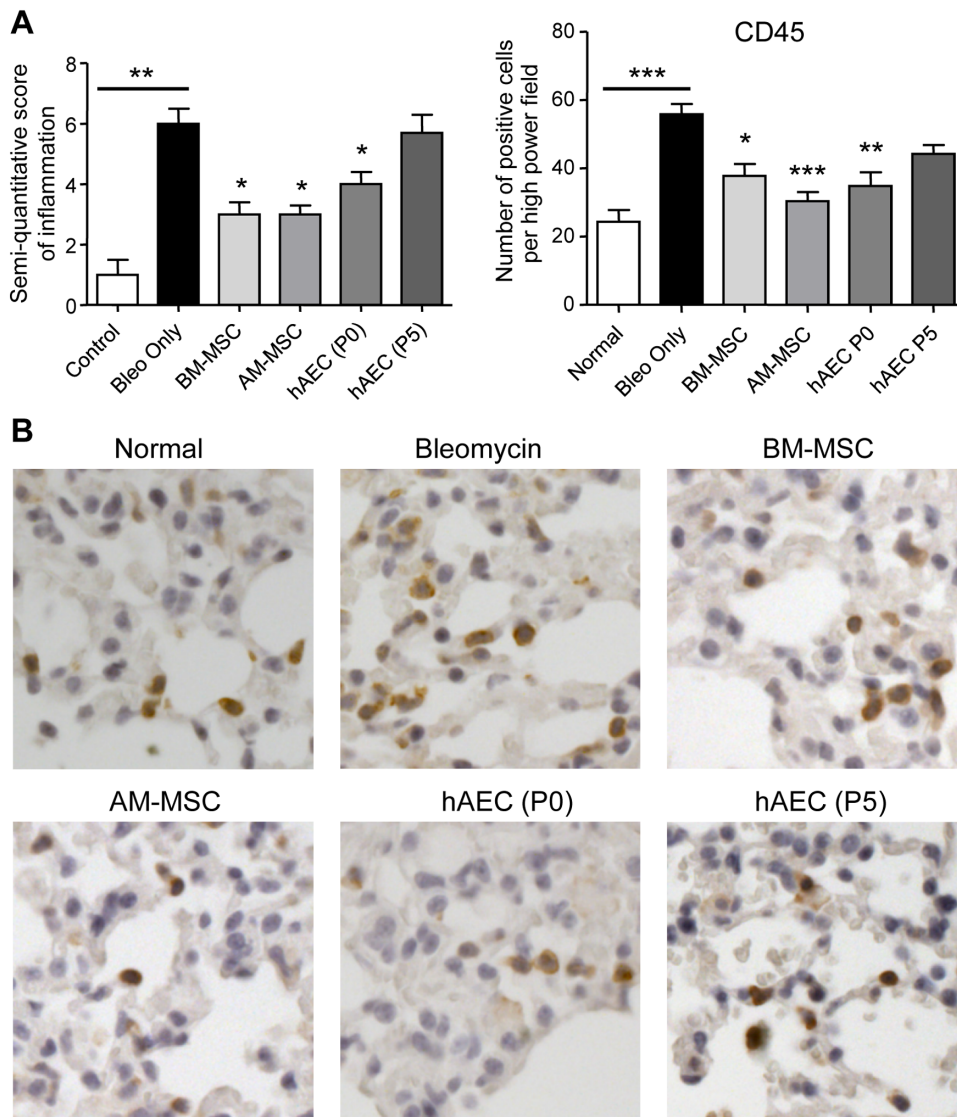 A
Semi-quantitative score
of inflammation
8
6
4
2
0
**
*
*
*
Control
Bleo Only
BM-MSC
AM-MSC
hAEC (P0)
hAEC (P5)
CD45
Number of positive cells
per high power field
80
60
40
20
0
***
*
***
**
Normal
Bleo Only
BM-MSC
AM-MSC
hAEC P0
hAEC P5
B
Normal
Bleomycin
BM-MSC
AM-MSC
hAEC (P0)
hAEC (P5)